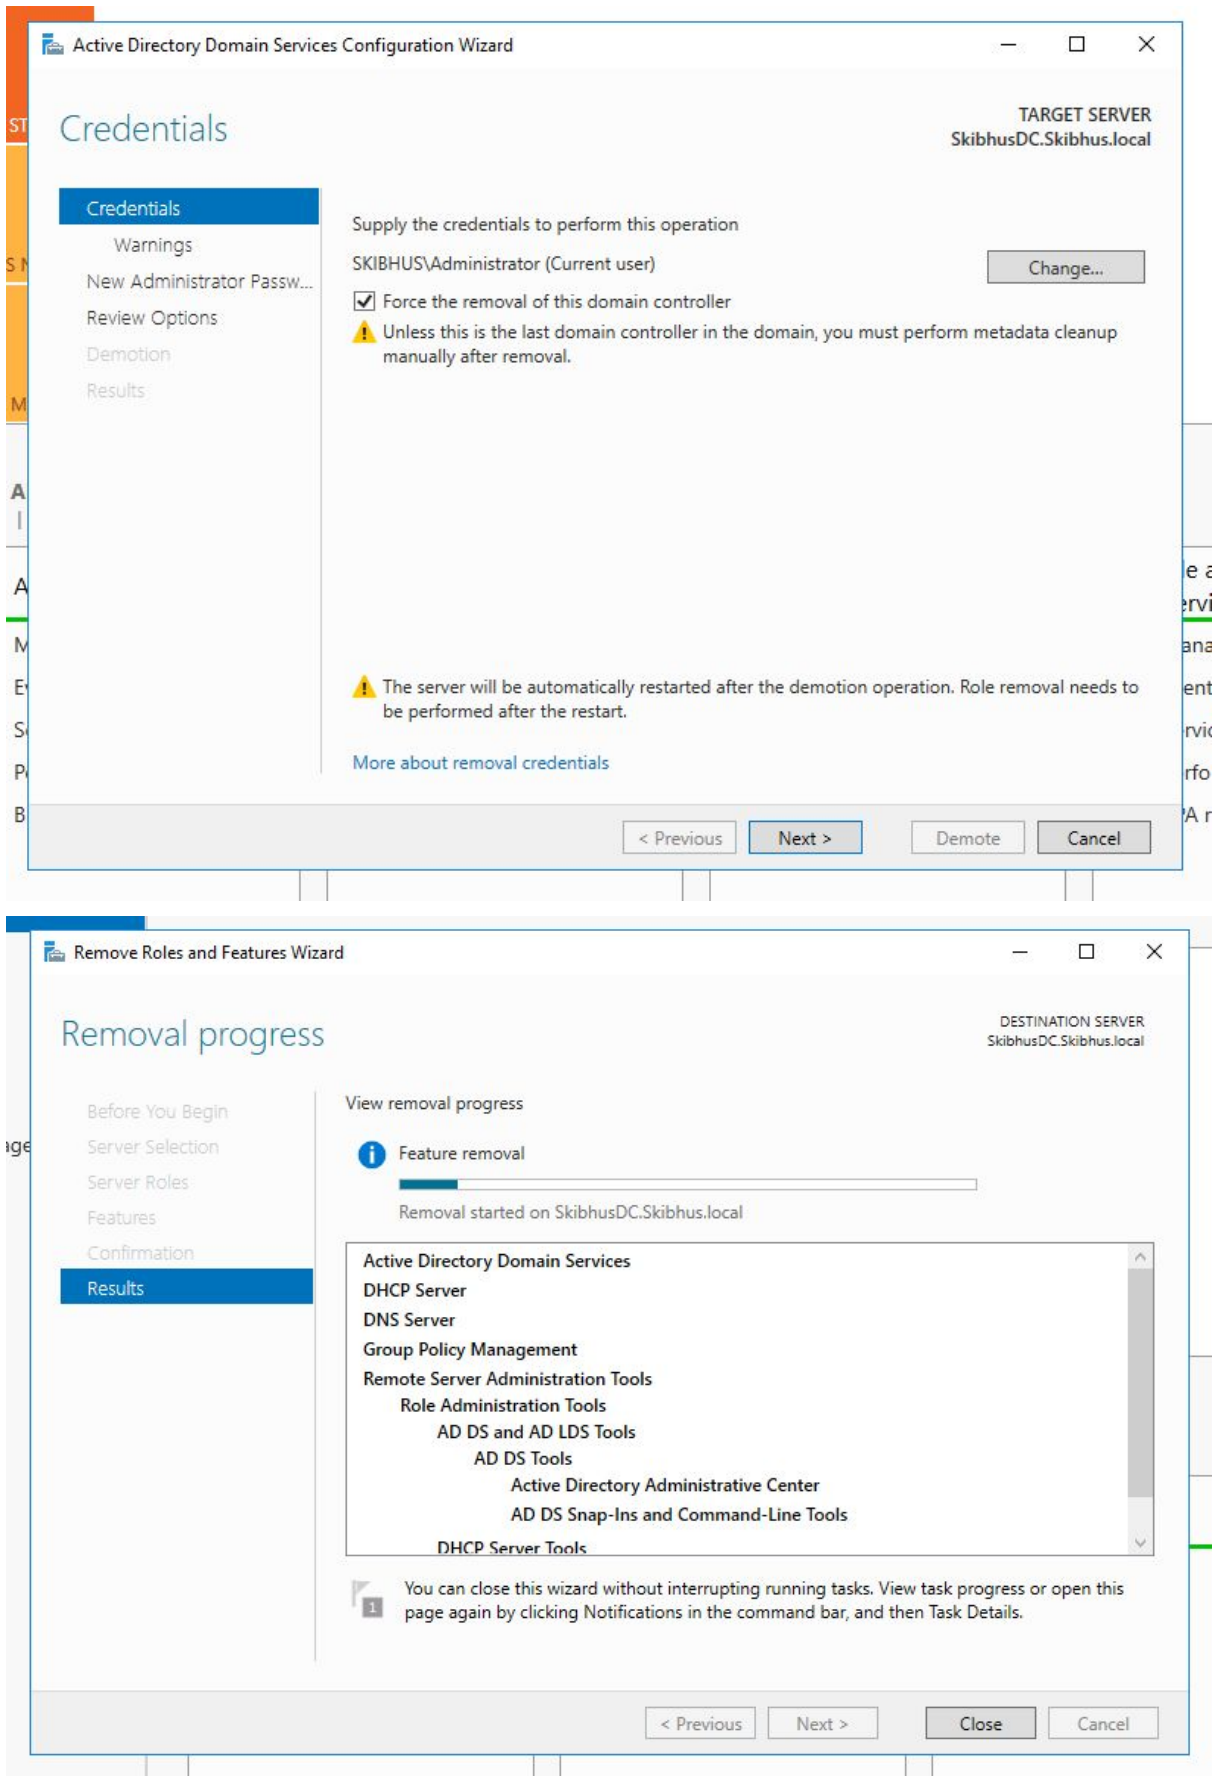 Active Directory Domain Services Configuration Wizard
Credentials
TARGET SERVER
SkibhusDC.Skibhus.local
Credentials
Warnings
New Administrator Passw...
Review Options
Demotion
Results
Supply the credentials to perform this operation
SKIBHUS\Administrator (Current user)
Change...
Force the removal of this domain controller
Unless this is the last domain controller in the domain, you must perform metadata cleanup
manually after removal.
The server will be automatically restarted after the demotion operation. Role removal needs to
be performed after the restart.
More about removal credentials
< Previous
Next >
Demote
Cancel
Remove Roles and Features Wizard
Removal progress
DESTINATION SERVER
SkibhusDC.Skibhus.local
Before You Begin
Server Selection
Server Roles
Features
Confirmation
Results
View removal progress
Feature removal
Removal started on SkibhusDC.Skibhus.local
Active Directory Domain Services
DHCP Server
DNS Server
Group Policy Management
Remote Server Administration Tools
Role Administration Tools
AD DS and AD LDS Tools
AD DS Tools
Active Directory Administrative Center
AD DS Snap-Ins and Command-Line Tools
DHCP Server Tools
1
You can close this wizard without interrupting running tasks. View task progress or open this
page again by clicking Notifications in the command bar, and then Task Details.
< Previous
Next >
Close
Cancel